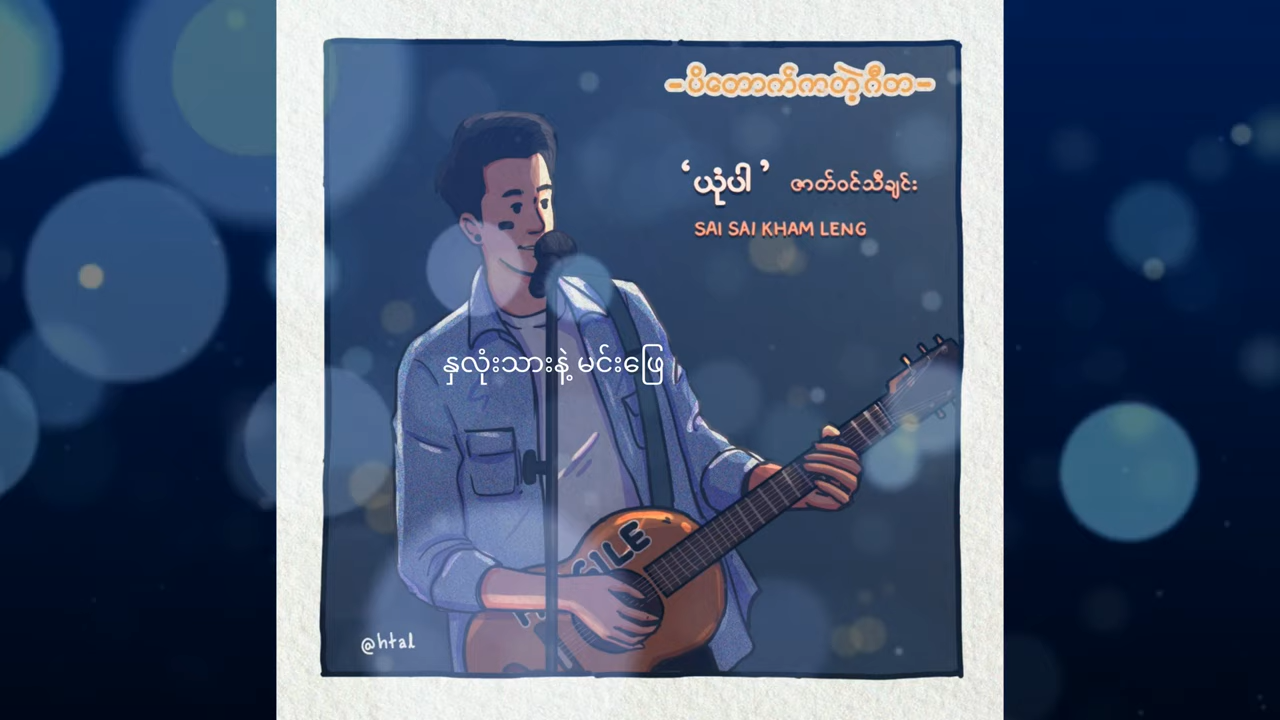 -ပိတောက်ကတဲ့ဂီတ-
‘ယုံပါ’ ဇာတ်ဝင်သီချင်း
SAI SAI KHAM LENG
နှလုံးသားနဲ့ မင်းဖြေ
GILE
@htal